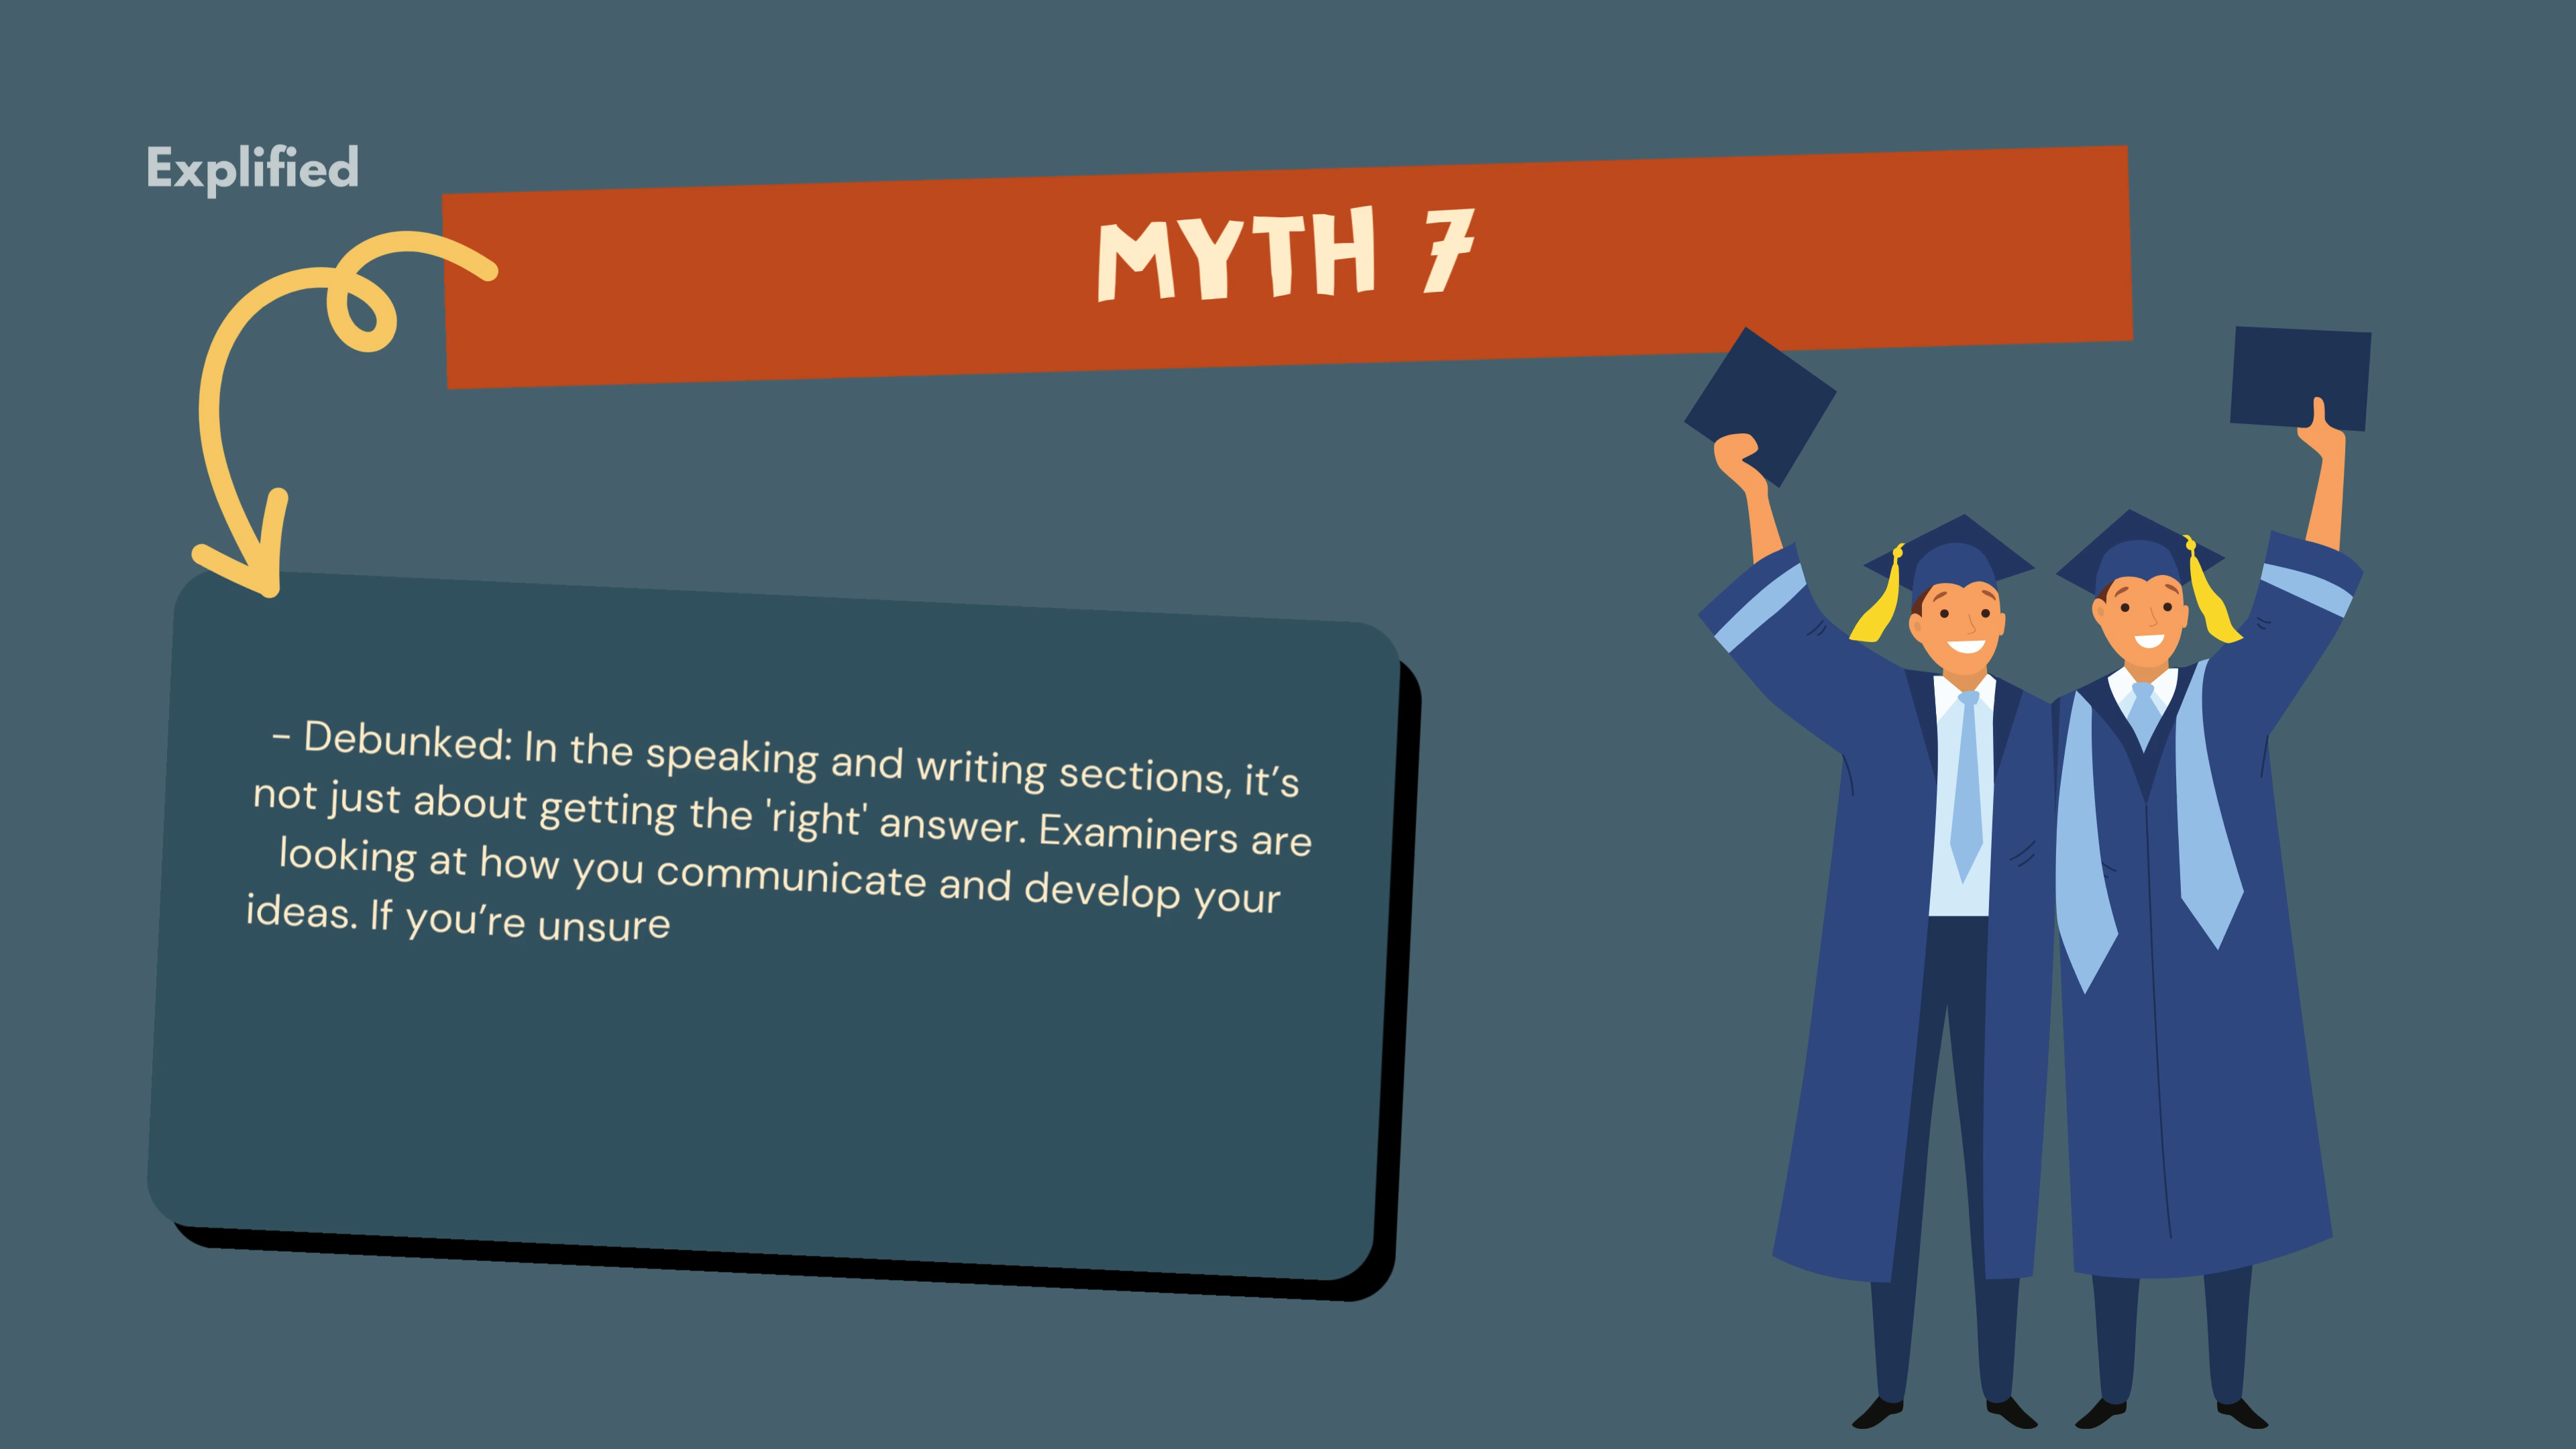 Explified
MYTH 7
- Debunked: In the speaking and writing sections, it’s
not just about getting the 'right' answer. Examiners are
looking at how you communicate and develop your
ideas. If you’re unsure